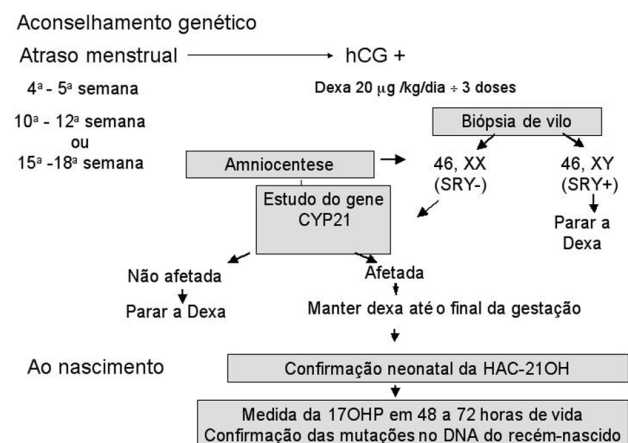 Aconselhamento genético
Atraso menstrual
hCG +
4ª - 5ª semana
Dexa 20 µg /kg/dia ÷ 3 doses
10ª - 12ª semana
ou
15ª -18ª semana
Biópsia de vilo
Amniocentese
46, XX
(SRY-)
46, XY
(SRY+)
Parar a
Dexa
Estudo do gene
CYP21
Não afetada
Parar a Dexa
Afetada
Manter dexa até o final da gestação
Ao nascimento
Confirmação neonatal da HAC-21OH
Medida da 17OHP em 48 a 72 horas de vida
Confirmação das mutações no DNA do recém-nascido